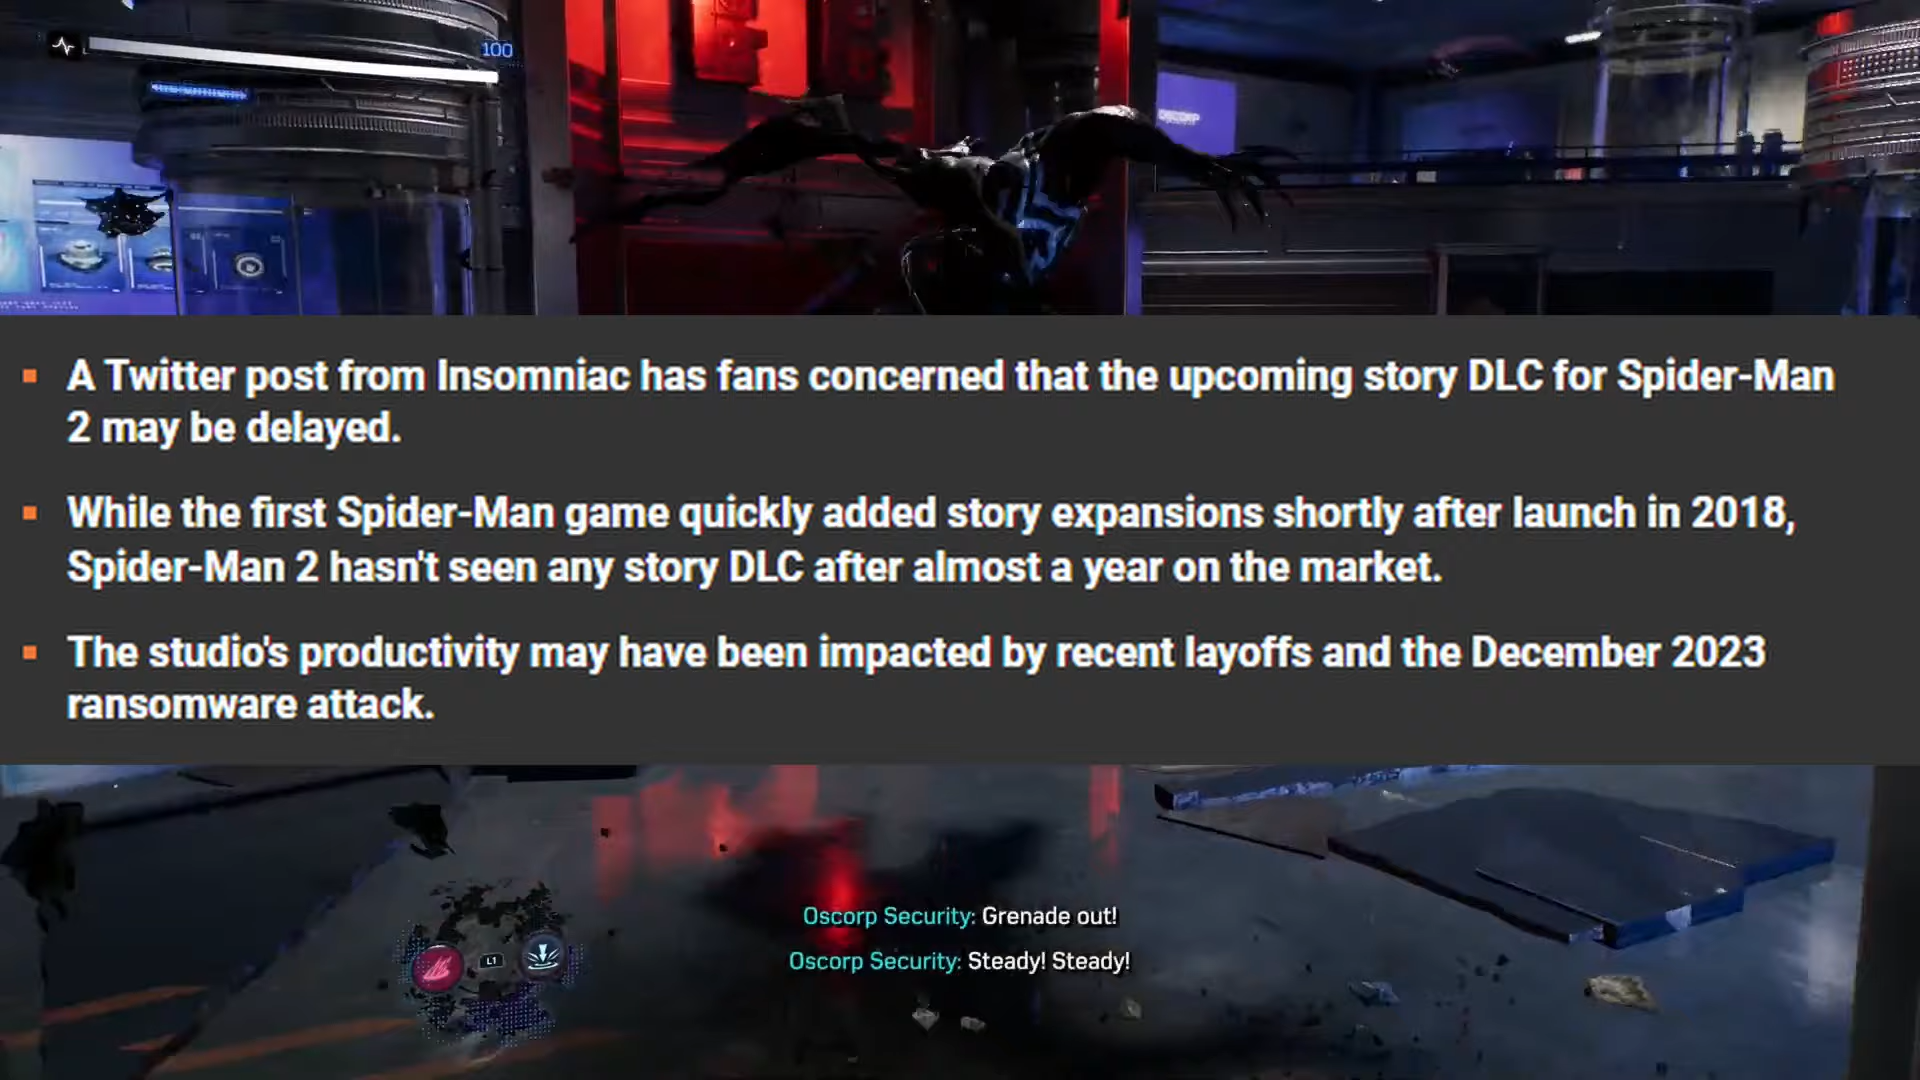 100
OSCORP
A Twitter post from Insomniac has fans concerned that the upcoming story DLC for Spider-Man
2 may be delayed.
While the first Spider-Man game quickly added story expansions shortly after launch in 2018,
Spider-Man 2 hasn't seen any story DLC after almost a year on the market.
The studio's productivity may have been impacted by recent layoffs and the December 2023
ransomware attack.
Oscorp Security: Grenade out!
L1
Oscorp Security: Steady! Steady!